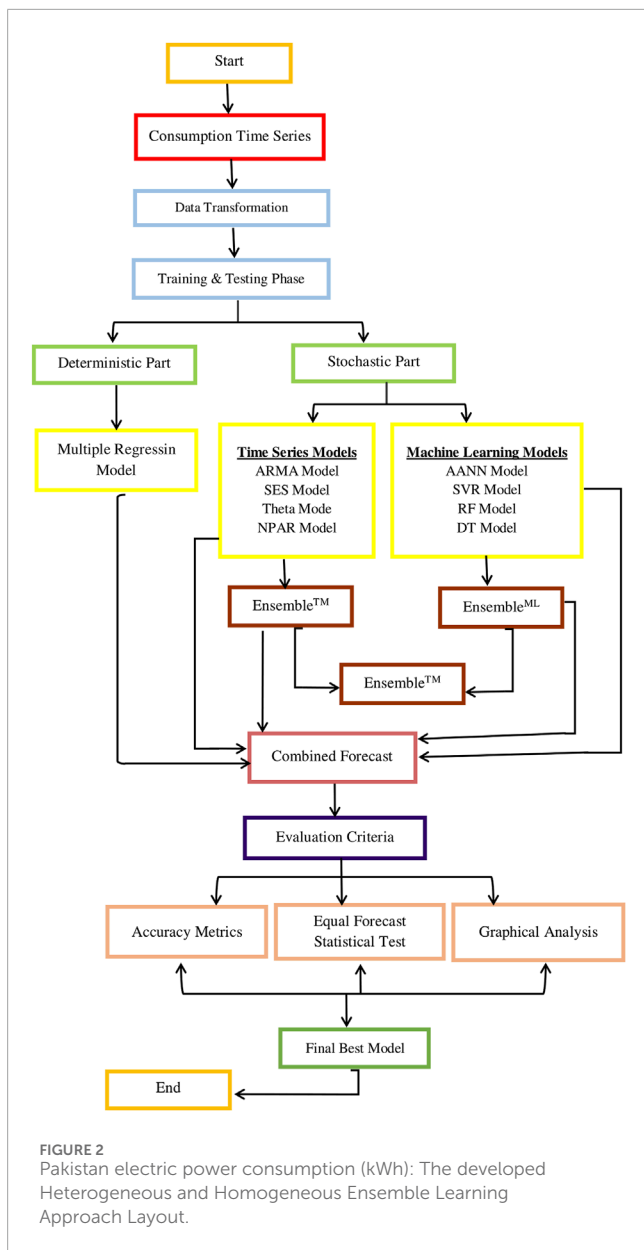 Start
Consumption Time Series
Data Transformation
Training & Testing Phase
Deterministic Part
Stochastic Part
Multiple Regressin
Model
Time Series Models
ARMA Model
SES Model
Theta Mode
NPAR Model
Machine Learning Models
AANN Model
SVR Model
RF Model
DT Model
Ensemble™
Ensemble^ML
Ensemble™
Combined Forecast
Evaluation Criteria
Accuracy Metrics
Equal Forecast
Statistical Test
Graphical Analysis
Final Best Model
End
FIGURE 2
Pakistan electric power consumption (kWh): The developed
Heterogeneous and Homogeneous Ensemble Learning
Approach Layout.